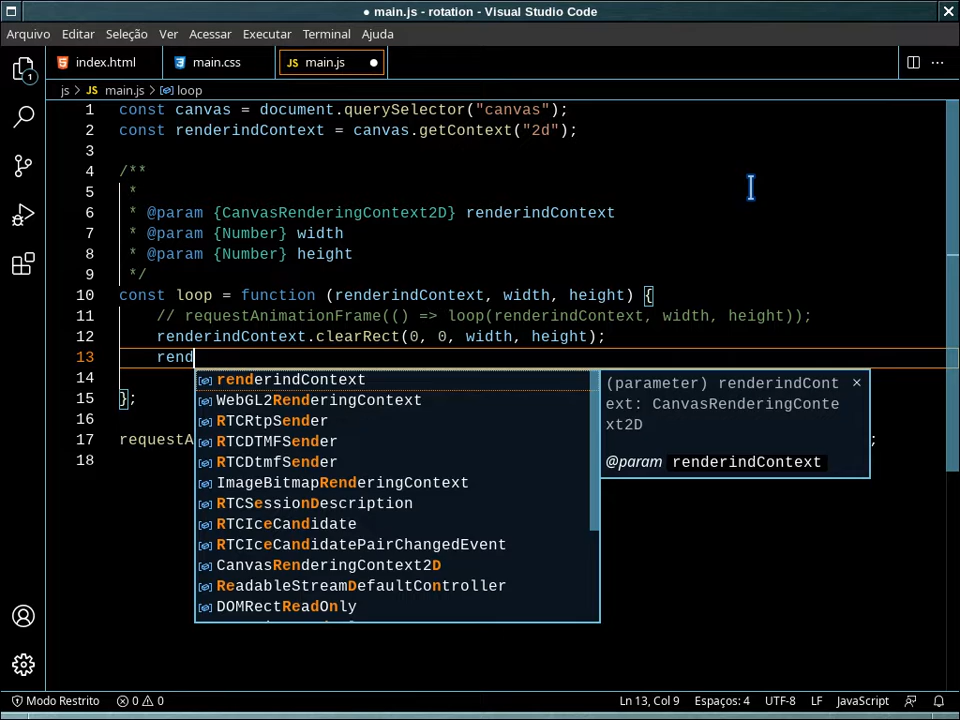 ● main.js - rotation - Visual Studio Code
Arquivo Editar Seleção Ver Acessar Executar Terminal Ajuda
index.html main.css JS main.js
js > JS main.js > loop
1 const canvas = document.querySelector("canvas");
2 const renderindContext = canvas.getContext("2d");
3
4 /**
5 *
6 * @param {CanvasRenderingContext2D} renderindContext
7 * @param {Number} width
8 * @param {Number} height
9 */
10 const loop = function (renderindContext, width, height) {
11 // requestAnimationFrame(() => loop(renderindContext, width, height));
12 renderindContext.clearRect(0, 0, width, height);
13 rend
14
15 };
16
17 requestA ;
18
renderindContext
WebGL2RenderingContext
RTCRtpSender
RTCDTMFSender
RTCDtmfSender
ImageBitmapRenderingContext
RTCSessionDescription
RTCIceCandidate
RTCIceCandidatePairChangedEvent
CanvasRenderingContext2D
ReadableStreamDefaultController
DOMRectReadOnly
(parameter) renderindCont
ext: CanvasRenderingConte
xt2D
@param renderindContext
1
Modo Restrito 0 0 Ln 13, Col 9 Espaços: 4 UTF-8 LF JavaScript